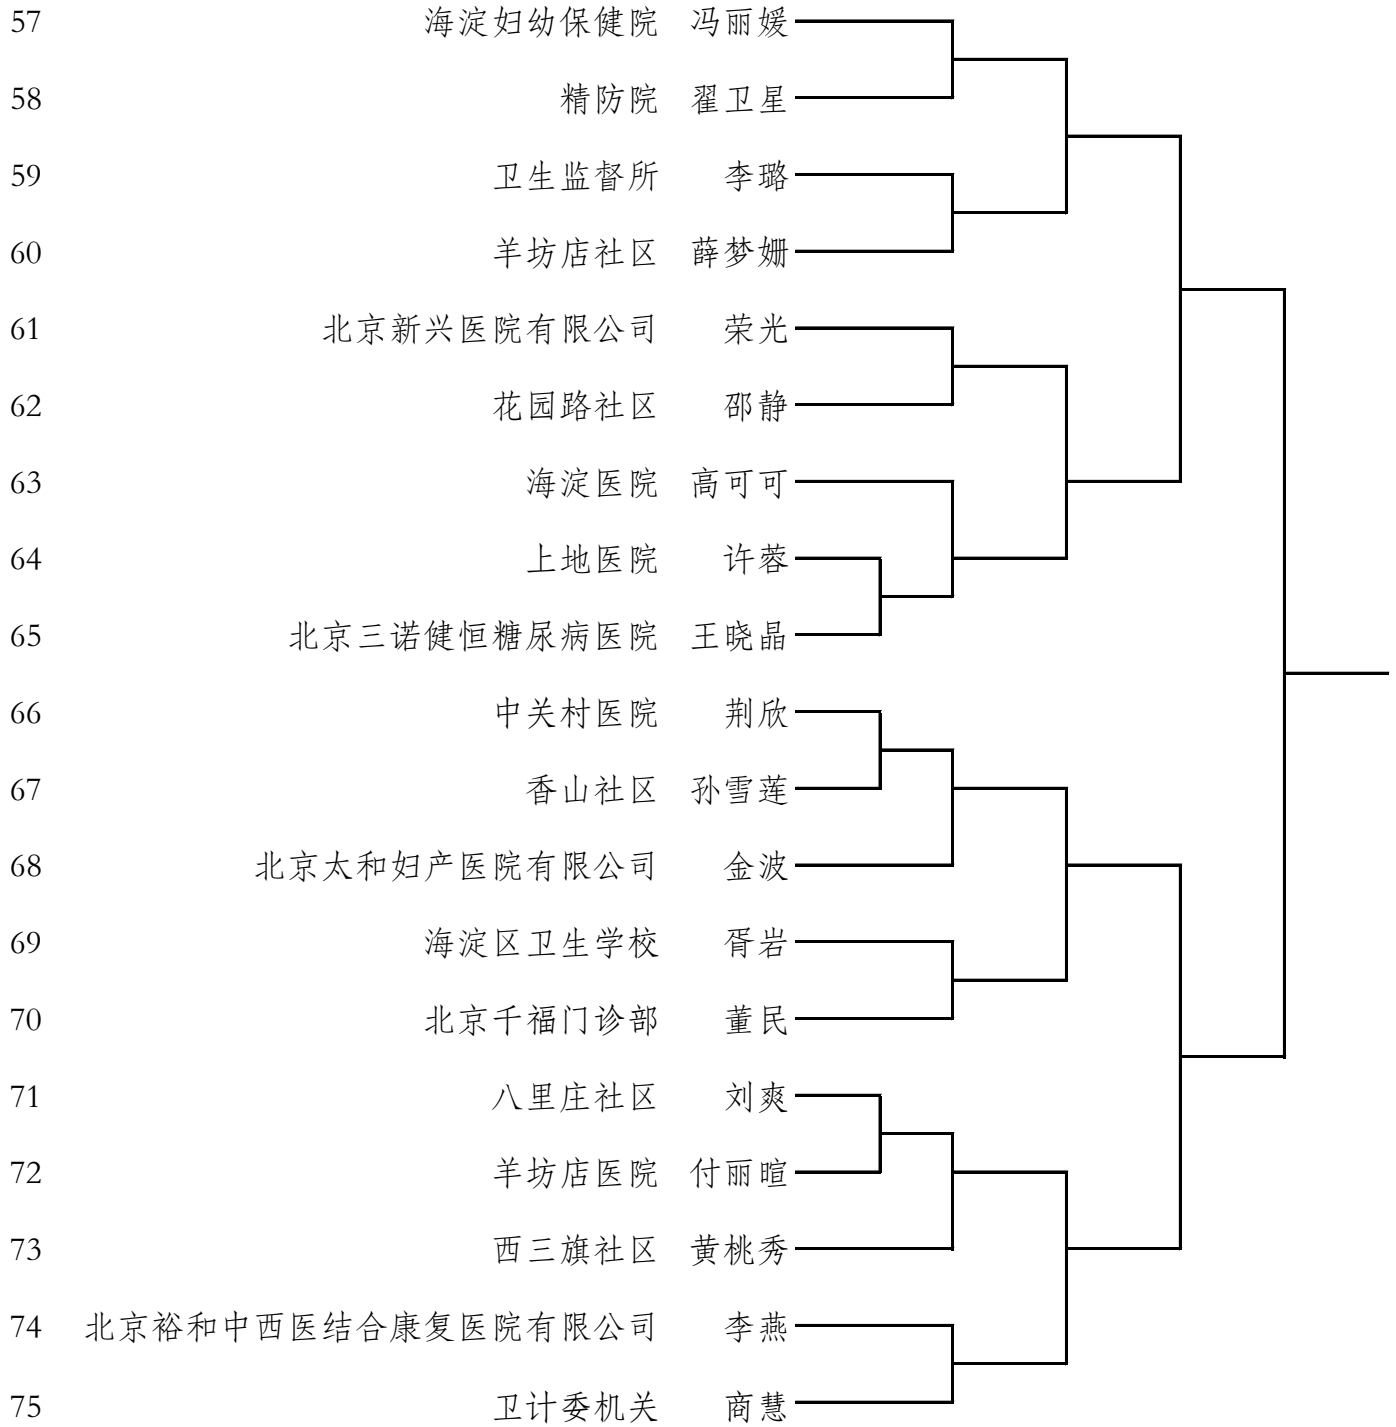 57 海淀妇幼保健院 冯丽媛
58 精防院 翟卫星
59 卫生监督所 李璐
60 羊坊店社区 薛梦姗
61 北京新兴医院有限公司 荣光
62 花园路社区 邵静
63 海淀医院 高可可
64 上地医院 许蓉
65 北京三诺健恒糖尿病医院 王晓晶
66 中关村医院 荆欣
67 香山社区 孙雪莲
68 北京太和妇产医院有限公司 金波
69 海淀区卫生学校 胥岩
70 北京千福门诊部 董民
71 八里庄社区 刘爽
72 羊坊店医院 付丽暄
73 西三旗社区 黄桃秀
74 北京裕和中西医结合康复医院有限公司 李燕
75 卫计委机关 商慧